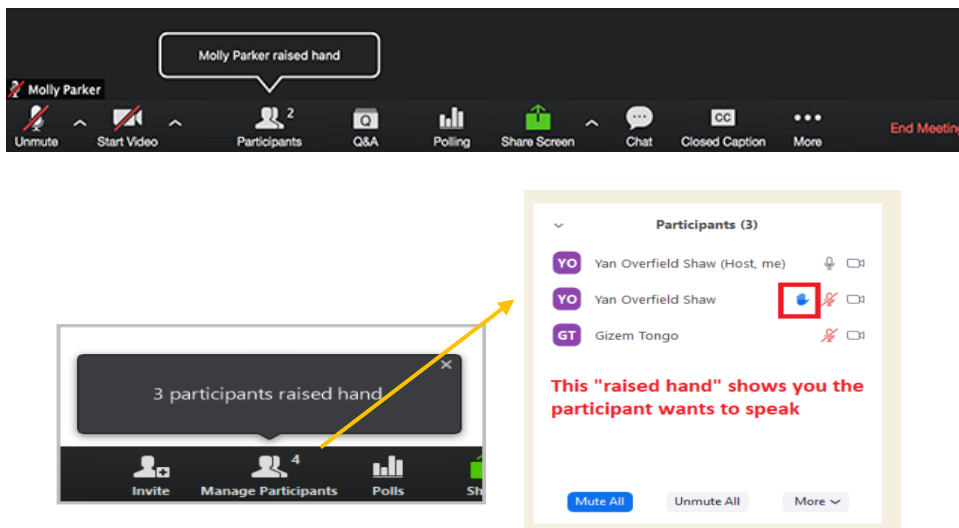 Molly Parker raised hand
Molly Parker
2
Unmute Start Video Participants Q&A Polling Share Screen Chat Closed Caption More End Meeting
Q
CC
Participants (3)
YO Yan Overfield Shaw (Host, me)
YO Yan Overfield Shaw
GT Gizem Tongo
This "raised hand" shows you the
participant wants to speak
Mute All Unmute All More
3 participants raised hand
4
Invite Manage Participants Polls Sh